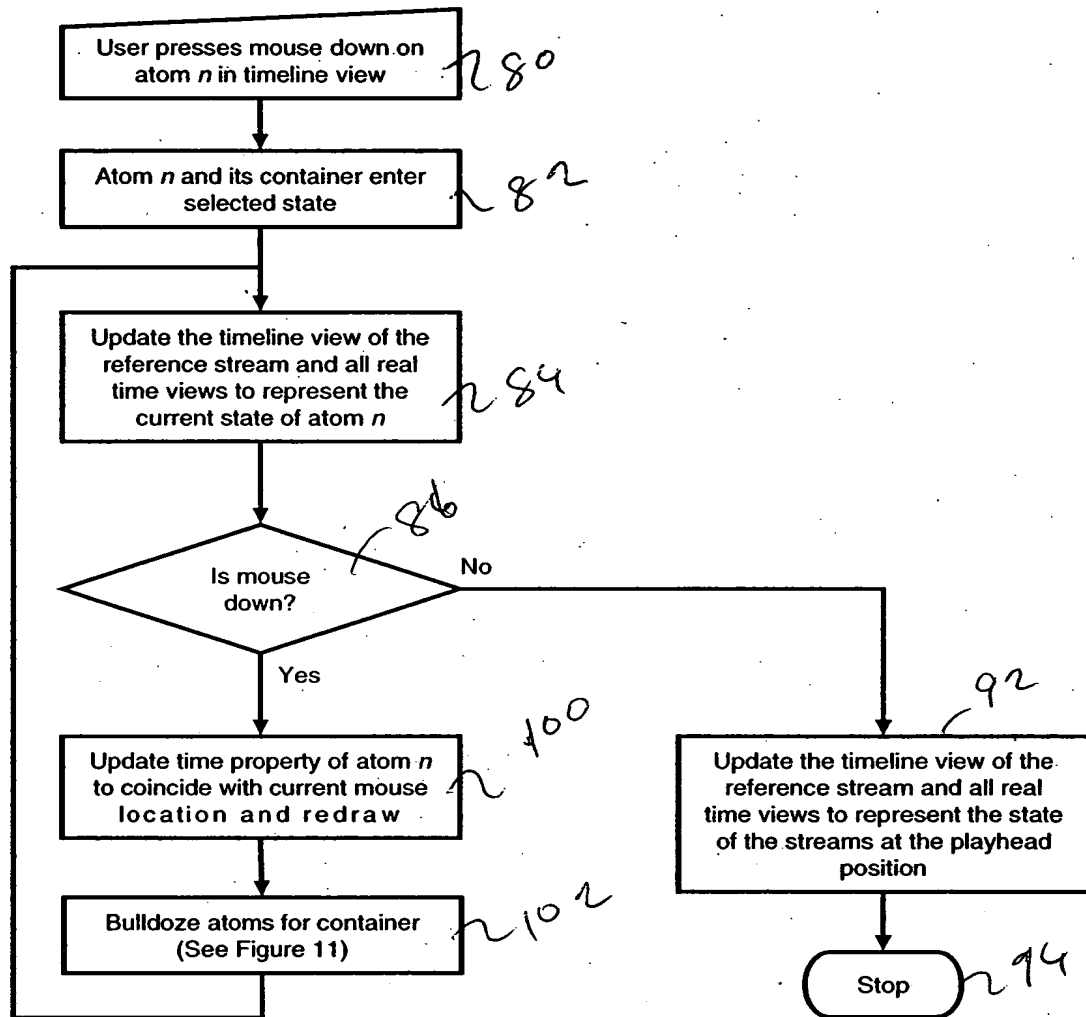 User presses mouse down on
atom n in timeline view
80
Atom n and its container enter
selected state
82
Update the timeline view of the
reference stream and all real
time views to represent the
current state of atom n
84
86
Is mouse
down?
No
Yes
Update time property of atom n
to coincide with current mouse
location and redraw
100
92
Update the timeline view of the
reference stream and all real
time views to represent the state
of the streams at the playhead
position
Bulldoze atoms for container
(See Figure 11)
102
Stop
94